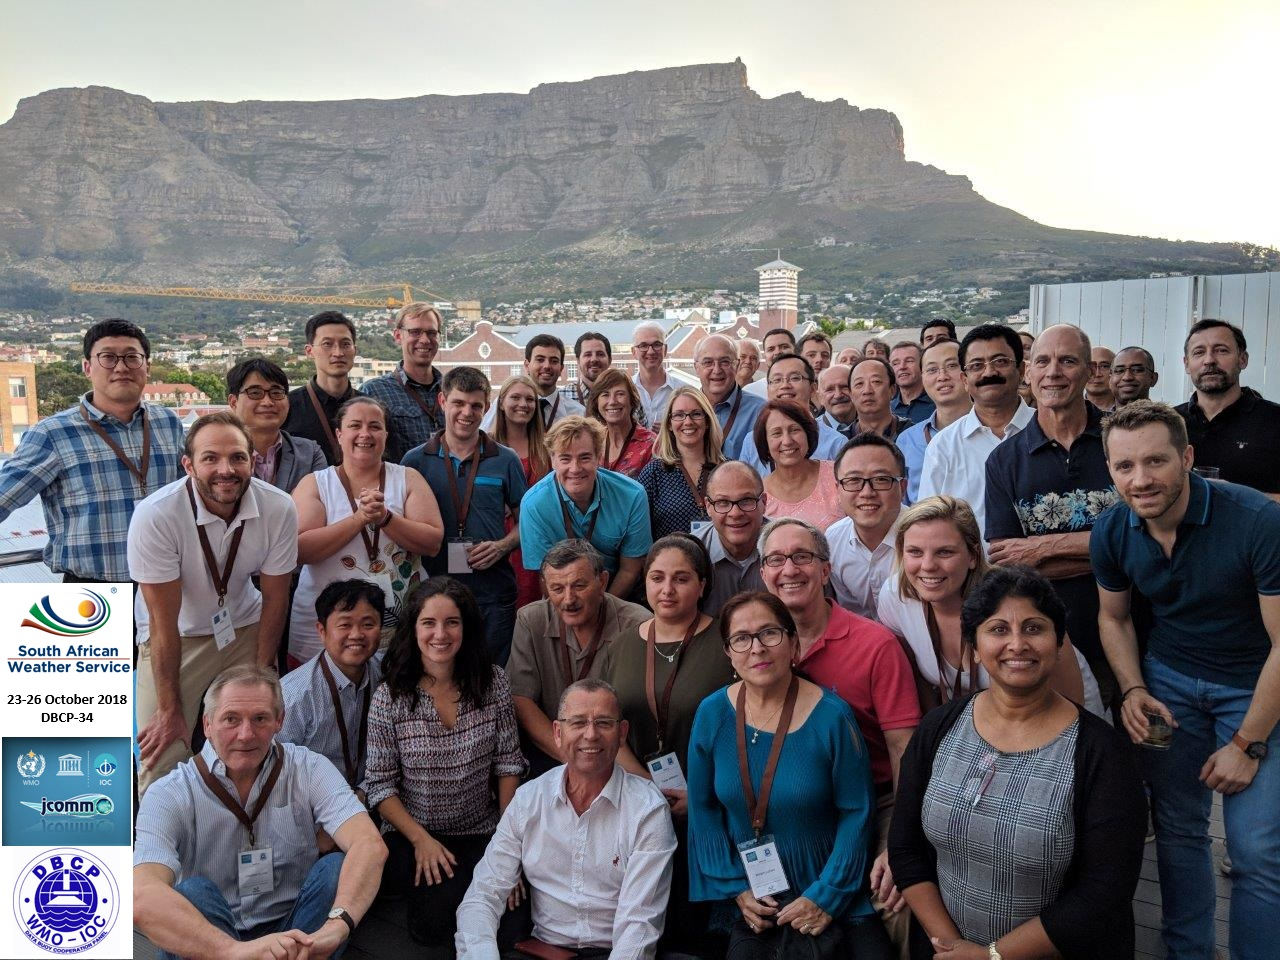 South African
Weather Service
®
23-26 October 2018
DBCP-34
WMO
IOC
jcomm
DBCP
WMO-IOC
DATA BUOY COOPERATION PANEL